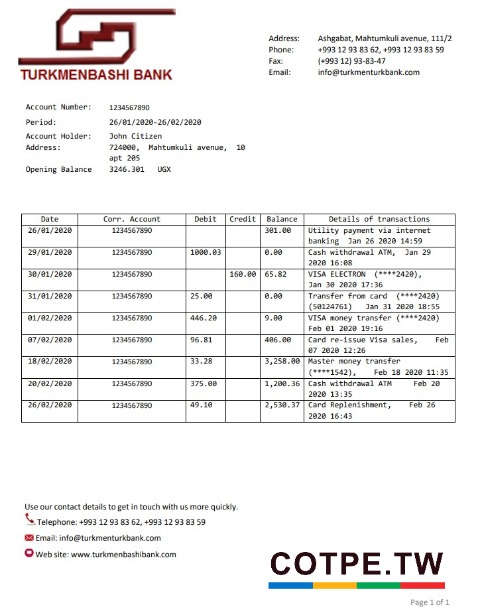 TURKMENBASHI BANK
Address: Ashgabat, Mahtumkuli avenue, 111/2
Phone: +993 12 93 83 62, +993 12 93 83 59
Fax: (+993 12) 93-83-47
Email: info@turkmenturkbank.com
Account Number: 1234567890
Period: 26/01/2020-26/02/2020
Account Holder: John Citizen
Address: 724000, Mahtumkuli avenue, 10
apt 205
Opening Balance 3246.301 UGX
Date Corr. Account Debit Credit Balance Details of transactions
26/01/2020 1234567890 301.00 Utility payment via internet
banking Jan 26 2020 14:59
29/01/2020 1234567890 1000.03 0.00 Cash withdrawal ATM, Jan 29
2020 16:08
30/01/2020 1234567890 160.00 65.82 VISA ELECTRON (****2420),
Jan 30 2020 17:36
31/01/2020 1234567890 25.00 0.00 Transfer from card (****2420)
(50124761) Jan 31 2020 18:55
01/02/2020 1234567890 446.20 9.00 VISA money transfer (****2420)
Feb 01 2020 19:16
07/02/2020 1234567890 96.81 406.00 Card re-issue Visa sales, Feb
07 2020 12:26
18/02/2020 1234567890 33.28 3,258.00 Master money transfer
(****1542), Feb 18 2020 11:35
20/02/2020 1234567890 375.00 1,200.36 Cash withdrawal ATM Feb 20
2020 13:35
26/02/2020 1234567890 49.10 2,530.37 Card Replenishment, Feb 26
2020 16:43
Use our contact details to get in touch with us more quickly.
Telephone: +993 12 93 83 62, +993 12 93 83 59
Email: info@turkmenturkbank.com
Web site: www.turkmenbashibank.com
COTPE.TW
Page 1 of 1